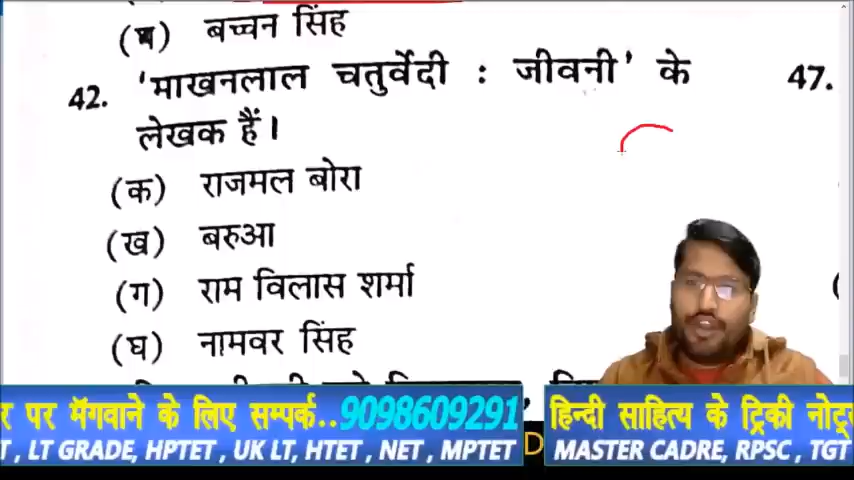 (घ) बच्चन सिंह
42. 'माखनलाल चतुर्वेदी : जीवनी' के
लेखक हैं।
(क) राजमल बोरा
(ख) बरुआ
(ग) राम विलास शर्मा
(घ) नामवर सिंह
47.
र पर मॅगवाने के लिए सम्पर्क..9098609291
हिन्दी साहित्य के ट्रिकी नोट्
T , LT GRADE, HPTET , UK LT, HTET , NET , MPTET
D
MASTER CADRE, RPSC , TGT